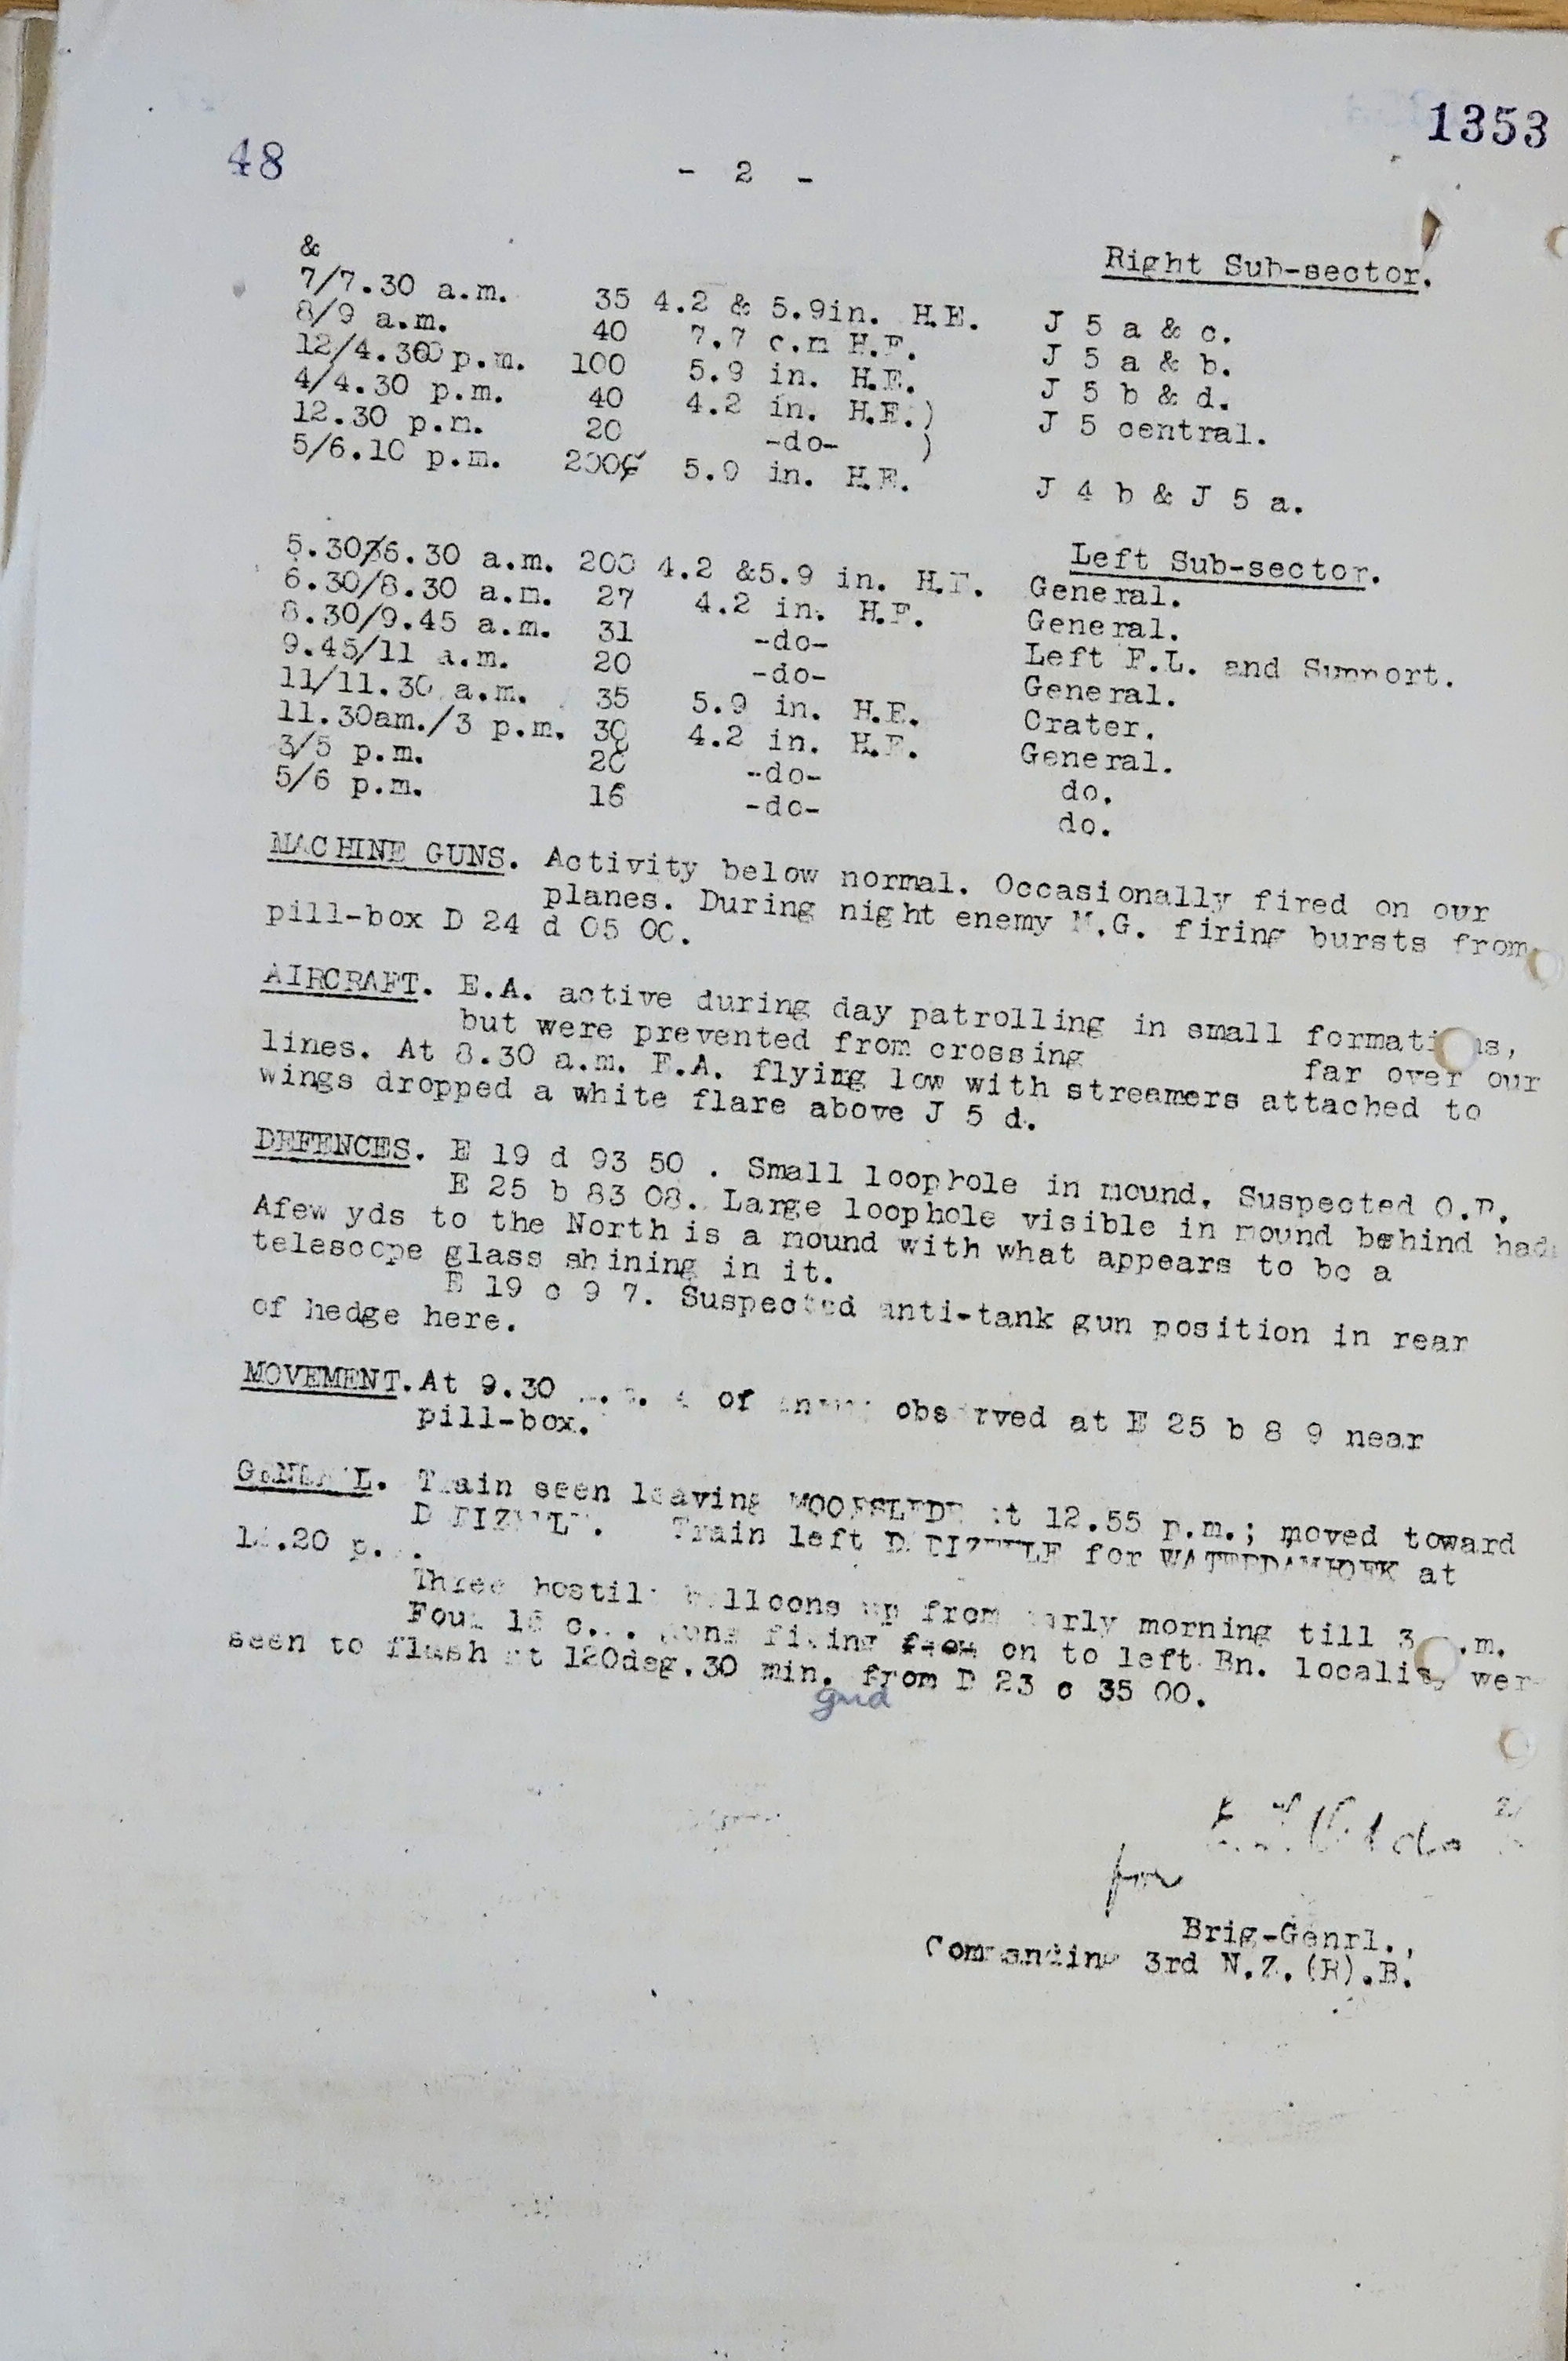 1353
48
- 2 -
&
Right Sub-sector.
7/7.30 a.m. 35 4.2 & 5.9in. H.E. J 5 a & c.
8/9 a.m. 40 7.7 c.m H.E. J 5 a & b.
12/4.30 p.m. 100 5.9 in. H.E. J 5 b & d.
4/4.30 p.m. 40 4.2 in. H.E.) J 5 central.
12.30 p.m. 20 -do- )
5/6.10 p.m. 200 5.9 in. H.E. J 4 b & J 5 a.
Left Sub-sector.
5.30/6.30 a.m. 200 4.2 &5.9 in. H.E. General.
6.30/8.30 a.m. 27 4.2 in. H.E. General.
8.30/9.45 a.m. 31 -do- Left F.L. and Support.
9.45/11 a.m. 20 -do- General.
11/11.30 a.m. 35 5.9 in. H.E. Crater.
11.30am./3 p.m. 30 4.2 in. H.E. General.
3/5 p.m. 20 -do- do.
5/6 p.m. 16 -do- do.
MACHINE GUNS. Activity below normal. Occasionally fired on our
planes. During night enemy M.G. firing bursts from
pill-box D 24 d 05 00.
AIRCRAFT. E.A. active during day patrolling in small formations,
but were prevented from crossing far over our
lines. At 8.30 a.m. E.A. flying low with streamers attached to
wings dropped a white flare above J 5 d.
DEFENCES. E 19 d 93 50 . Small loophole in mound. Suspected O.P.
E 25 b 83 08. Large loophole visible in mound behind
Afew yds to the North is a mound with what appears to be a
telescope glass shining in it.
E 19 c 9 7. Suspected anti-tank gun position in rear
of hedge here.
MOVEMENT. At 9.30 of enemy observed at E 25 b 8 9 near
pill-box.
GENERAL. Train seen leaving MOORSLEDE at 12.55 p.m.; moved toward
DADIZEELE. Train left DADIZEELE for WATERDAMHOEK at
.20 p.
Three hostile balloons up from early morning till 3 .m.
Four 15 c.m. guns firing on to left Bn. locality wer
seen to flash at 120deg.30 min. from D 23 c 35 00.
grid
for
Brig-Genrl.,
Commanding 3rd N.Z.(R).B.